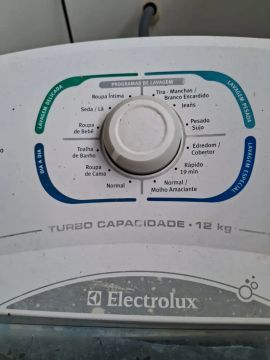 PROGRAMAS DE LAVAGEM
LAVAGEM DELICADA
Roupa Íntima
Seda / Lã
Roupa
de Bebê
DIA A DIA
Toalha
de Banho
Roupa
de Cama
Normal
LAVAGEM PESADA
Tira - Manchas /
Branco Encardido
Jeans
Pesado
Sujo
LAVAGEM ESPECIAL
Edredom /
Cobertor
Rápido
19 min
Normal /
Molho Amaciante
TURBO CAPACIDADE • 12 kg
Electrolux